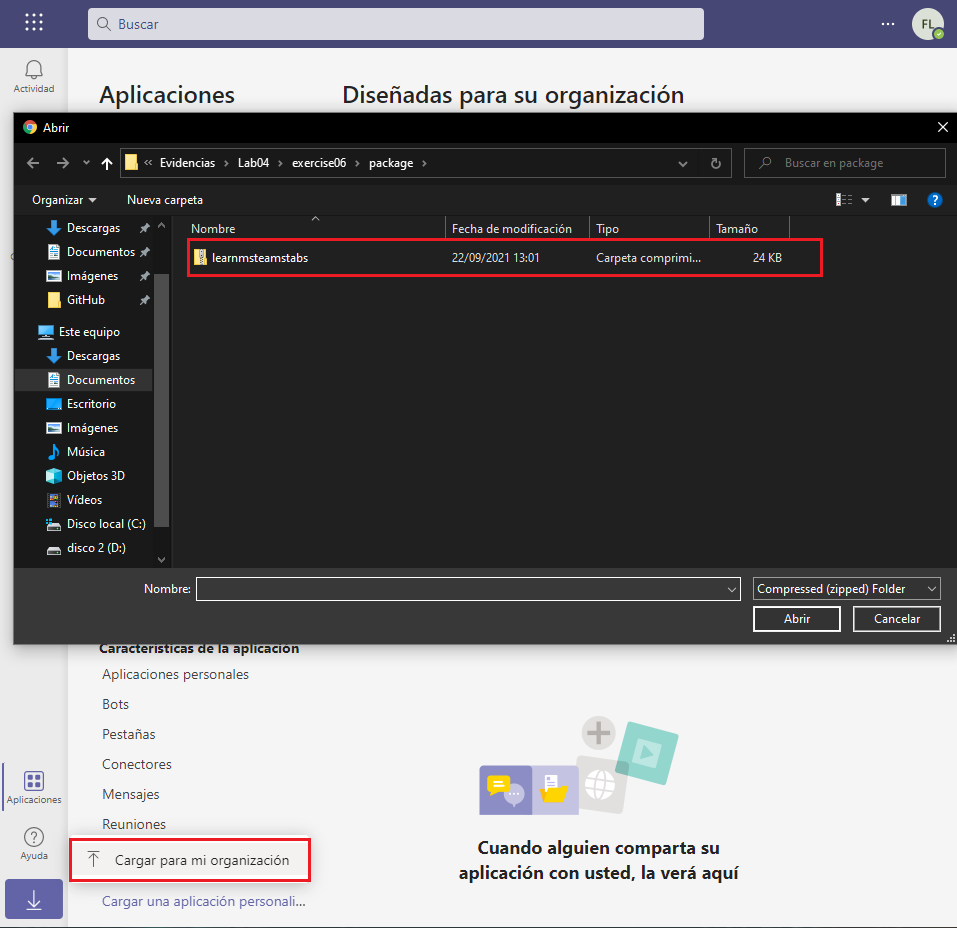 Buscar
FL
Actividad
Aplicaciones
Diseñadas para su organización
Abrir
« Evidencias > Lab04 > exercise06 > package >
Buscar en package
Organizar
Nueva carpeta
?
Nombre
Fecha de modificación
Tipo
Tamaño
learnmsteamstabs
22/09/2021 13:01
Carpeta comprimi...
24 KB
Descargas
Documentos
Imágenes
GitHub
Este equipo
Descargas
Documentos
Escritorio
Imágenes
Música
Objetos 3D
Vídeos
Disco local (C:)
disco 2 (D:)
Nombre:
Compressed (zipped) Folder
Abrir
Cancelar
Características de la aplicación
Aplicaciones personales
Bots
Pestañas
Conectores
Mensajes
Reuniones
Cargar para mi organización
Cargar una aplicación personali...
Aplicaciones
?
Ayuda
Cuando alguien comparta su
aplicación con usted, la verá aquí